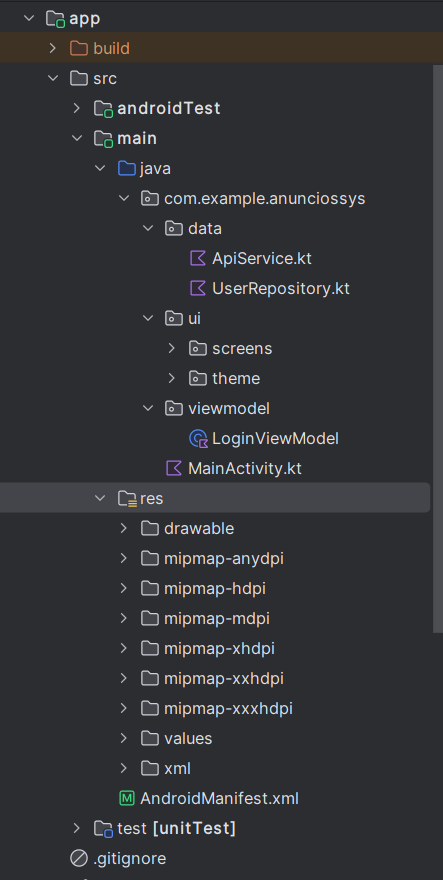 app
build
src
androidTest
main
java
com.example.anunciossys
data
ApiService.kt
UserRepository.kt
ui
screens
theme
viewmodel
LoginViewModel
MainActivity.kt
res
drawable
mipmap-anydpi
mipmap-hdpi
mipmap-mdpi
mipmap-xhdpi
mipmap-xxhdpi
mipmap-xxxhdpi
values
xml
AndroidManifest.xml
test [unitTest]
.gitignore